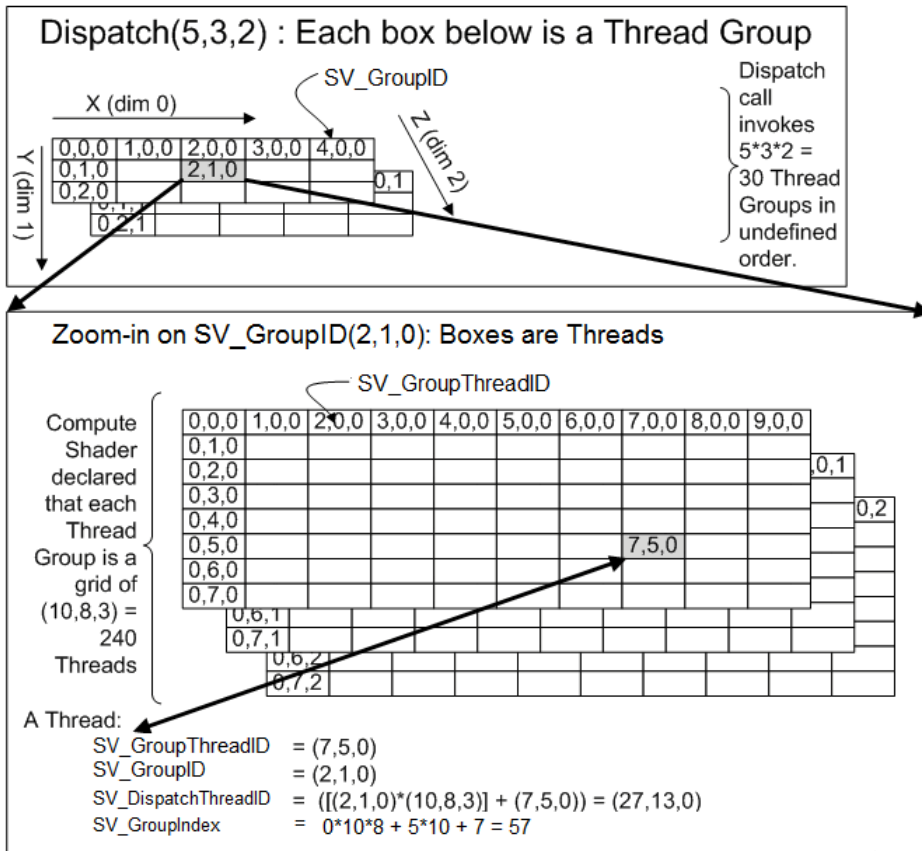 Dispatch(5,3,2) : Each box below is a Thread Group
SV_GroupID
X (dim 0)
Y (dim 1)
Z (dim 2)
0,0,0 1,0,0 2,0,0 3,0,0 4,0,0
0,1,0 2,1,0
0,2,0
0,1
0,2,1
Dispatch
call
invokes
5*3*2 =
30 Thread
Groups in
undefined
order.
Zoom-in on SV_GroupID(2,1,0): Boxes are Threads
SV_GroupThreadID
Compute
Shader
declared
that each
Thread
Group is a
grid of
(10,8,3) =
240
Threads
0,0,0 1,0,0 2,0,0 3,0,0 4,0,0 5,0,0 6,0,0 7,0,0 8,0,0 9,0,0
0,1,0
0,2,0
0,3,0
0,4,0
0,5,0 7,5,0
0,6,0
0,7,0
,0,1
0,6,1
0,7,1
0,2
0,6,2
0,7,2
A Thread:
SV_GroupThreadID = (7,5,0)
SV_GroupID = (2,1,0)
SV_DispatchThreadID = ([(2,1,0)*(10,8,3)] + (7,5,0)) = (27,13,0)
SV_GroupIndex = 0*10*8 + 5*10 + 7 = 57